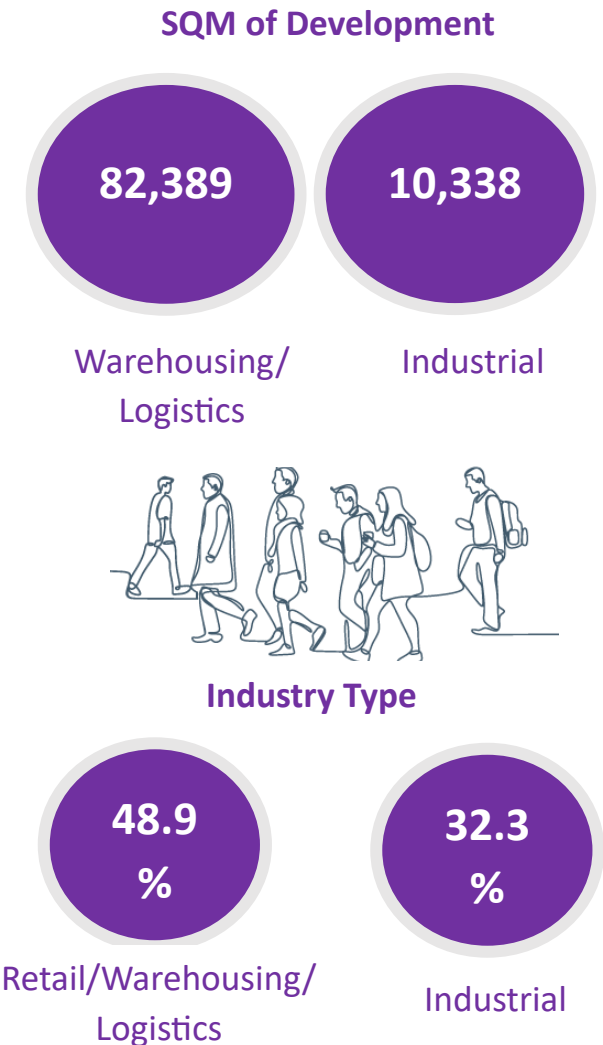 SQM of Development
82,389
10,338
Warehousing/
Logistics
Industrial
Industry Type
48.9
%
32.3
%
Retail/Warehousing/
Logistics
Industrial